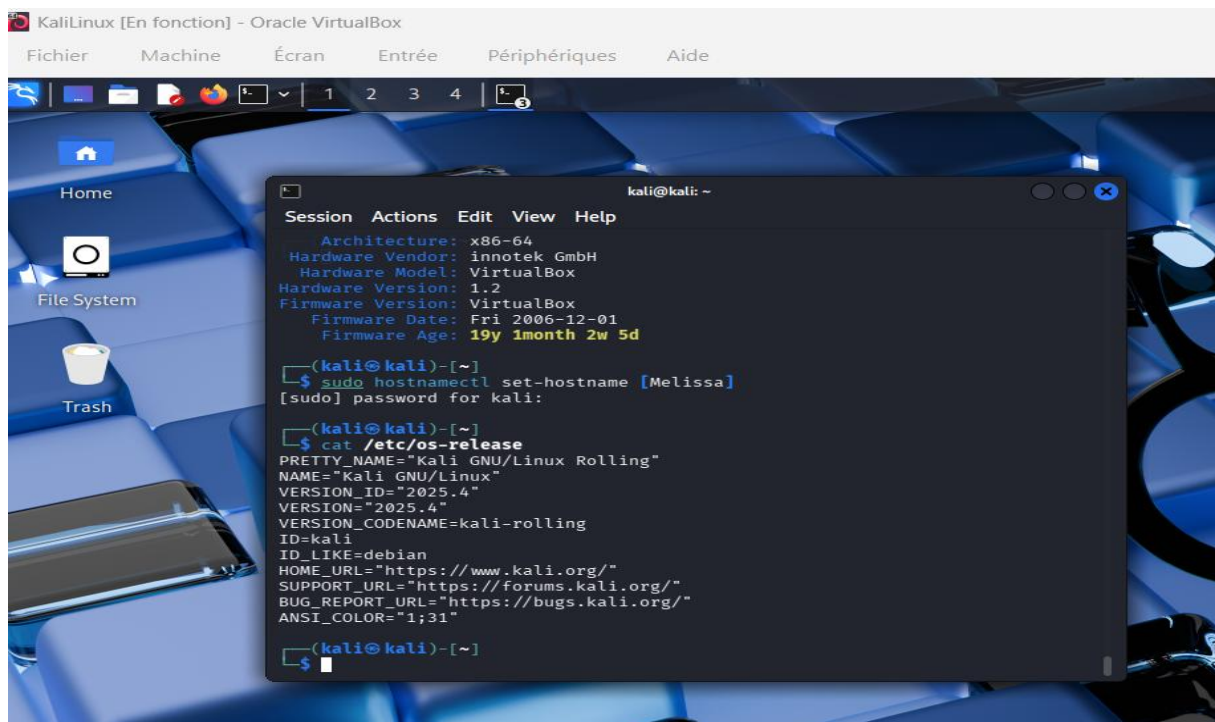 KaliLinux [En fonction] - Oracle VirtualBox
Fichier Machine Écran Entrée Périphériques Aide
1 2 3 4 3
Home
File System
Trash
kali@kali: ~
Session Actions Edit View Help
Architecture: x86-64
Hardware Vendor: innotek GmbH
Hardware Model: VirtualBox
Hardware Version: 1.2
Firmware Version: VirtualBox
Firmware Date: Fri 2006-12-01
Firmware Age: 19y 1month 2w 5d
┌──(kali㉿kali)-[~]
└─$ sudo hostnamectl set-hostname [Melissa]
[sudo] password for kali:
┌──(kali㉿kali)-[~]
└─$ cat /etc/os-release
PRETTY_NAME="Kali GNU/Linux Rolling"
NAME="Kali GNU/Linux"
VERSION_ID="2025.4"
VERSION="2025.4"
VERSION_CODENAME=kali-rolling
ID=kali
ID_LIKE=debian
HOME_URL="https://www.kali.org/"
SUPPORT_URL="https://forums.kali.org/"
BUG_REPORT_URL="https://bugs.kali.org/"
ANSI_COLOR="1;31"
┌──(kali㉿kali)-[~]
└─$